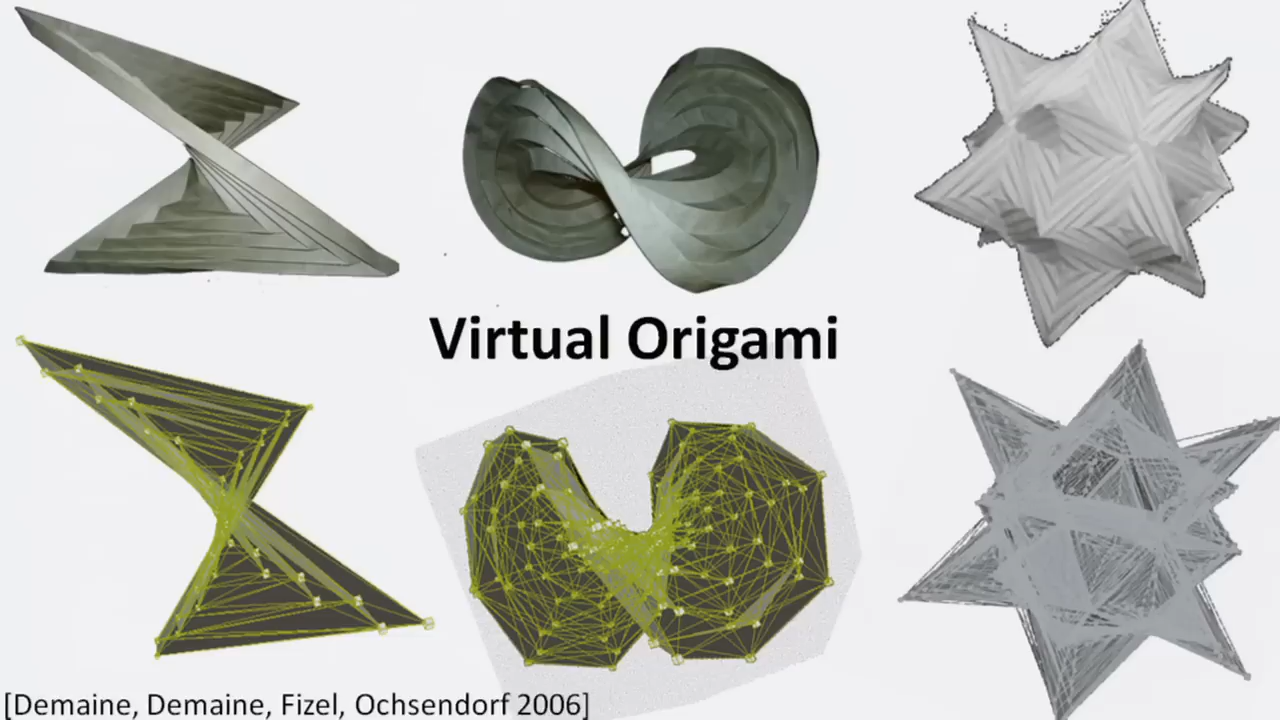 Virtual Origami
[Demaine, Demaine, Fizel, Ochsendorf 2006]